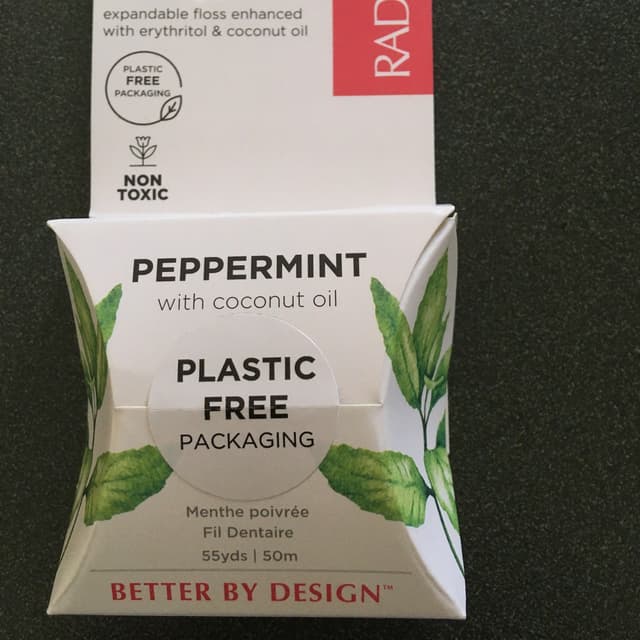 expandable floss enhanced
with erythritol & coconut oil
RAD
PLASTIC
FREE
PACKAGING
NON
TOXIC
PEPPERMINT
with coconut oil
PLASTIC
FREE
PACKAGING
Menthe poivrée
Fil Dentaire
55yds | 50m
BETTER BY DESIGN™